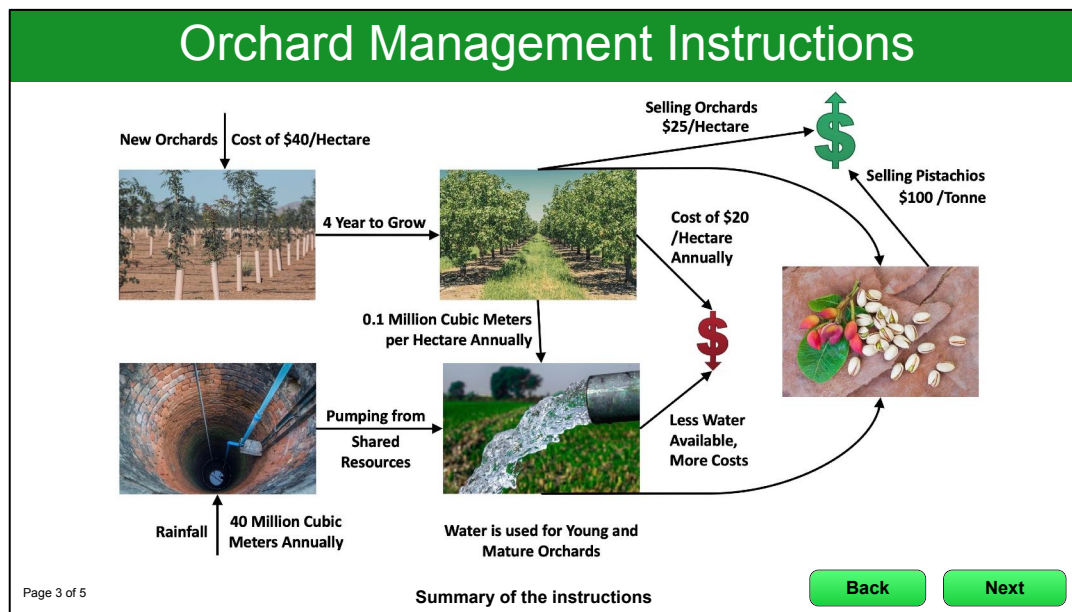 Orchard Management Instructions
New Orchards
Cost of $40/Hectare
4 Year to Grow
Selling Orchards
$25/Hectare
$
Selling Pistachios
$100 /Tonne
Cost of $20
/Hectare
Annually
0.1 Million Cubic Meters
per Hectare Annually
$
Pumping from
Shared
Resources
Less Water
Available,
More Costs
Rainfall
40 Million Cubic
Meters Annually
Water is used for Young and
Mature Orchards
Page 3 of 5
Summary of the instructions
Back
Next